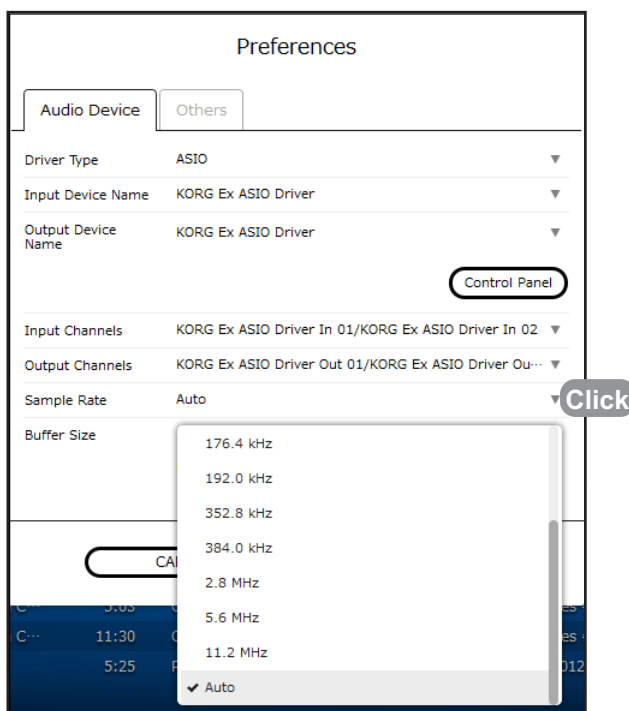 Preferences
Audio Device Others
Driver Type ASIO
Input Device Name KORG Ex ASIO Driver
Output Device KORG Ex ASIO Driver
Name
Control Panel
Input Channels KORG Ex ASIO Driver In 01/KORG Ex ASIO Driver In 02
Output Channels KORG Ex ASIO Driver Out 01/KORG Ex ASIO Driver Ou…
Sample Rate Auto Click
Buffer Size
176.4 kHz
192.0 kHz
352.8 kHz
384.0 kHz
2.8 MHz
5.6 MHz
11.2 MHz
Auto
11:30
5:25